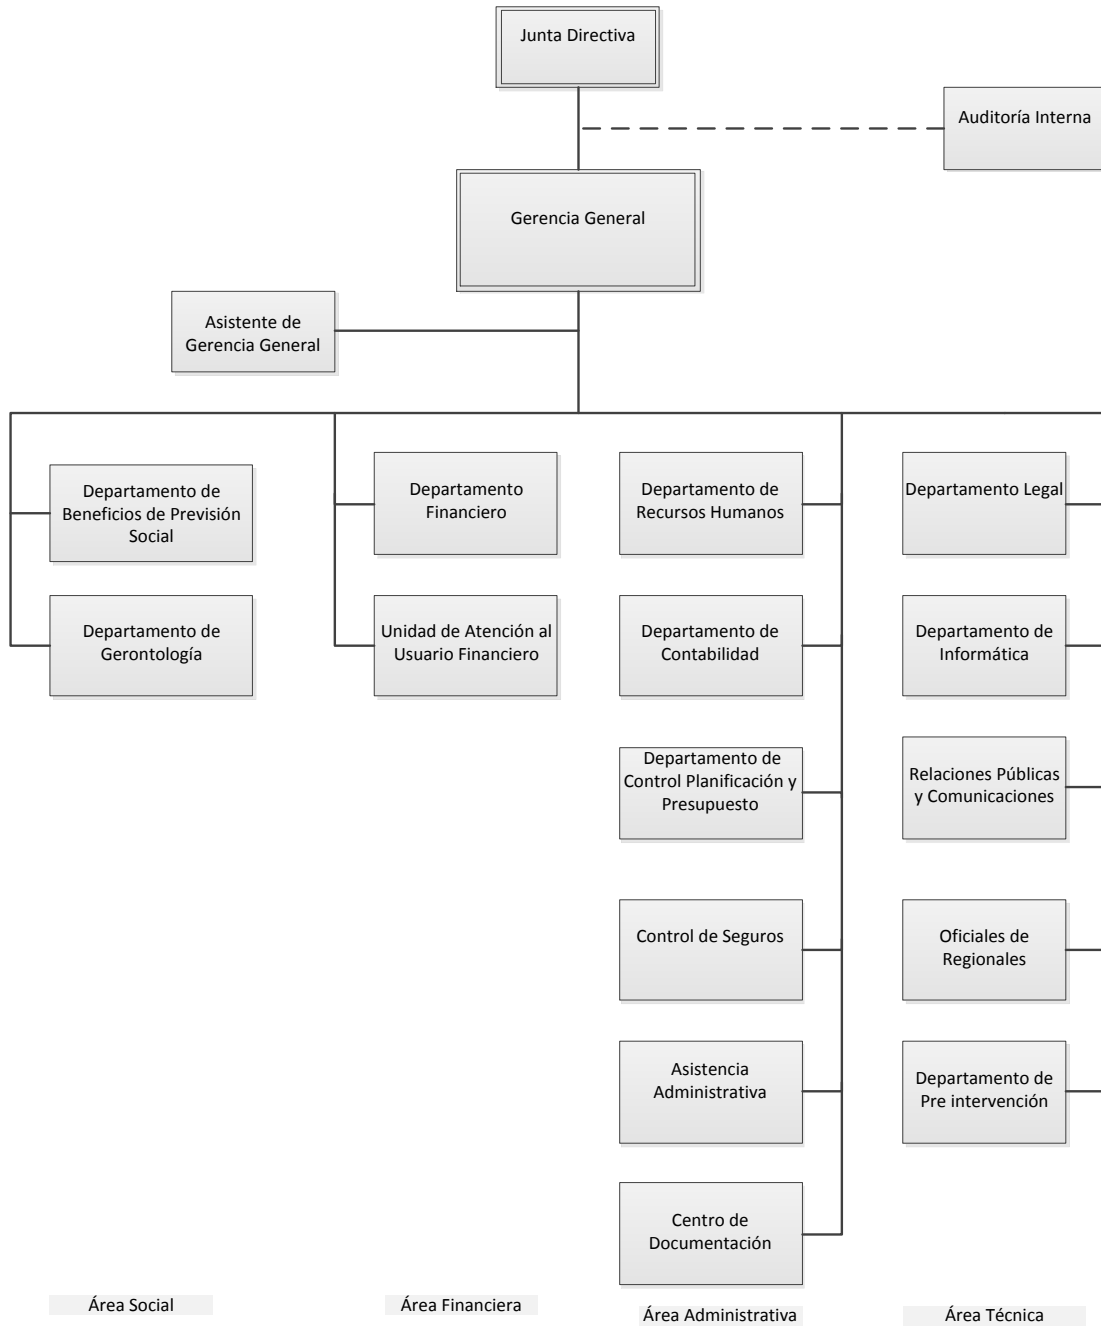 Junta Directiva
Auditoría Interna
Gerencia General
Asistente de
Gerencia General
Departamento de
Beneficios de Previsión
Social
Departamento
Financiero
Departamento de
Recursos Humanos
Departamento Legal
Departamento de
Gerontología
Unidad de Atención al
Usuario Financiero
Departamento de
Contabilidad
Departamento de
Informática
Departamento de
Control Planificación y
Presupuesto
Relaciones Públicas
y Comunicaciones
Control de Seguros
Oficiales de
Regionales
Asistencia
Administrativa
Departamento de
Pre intervención
Centro de
Documentación
Área Social
Área Financiera
Área Administrativa
Área Técnica